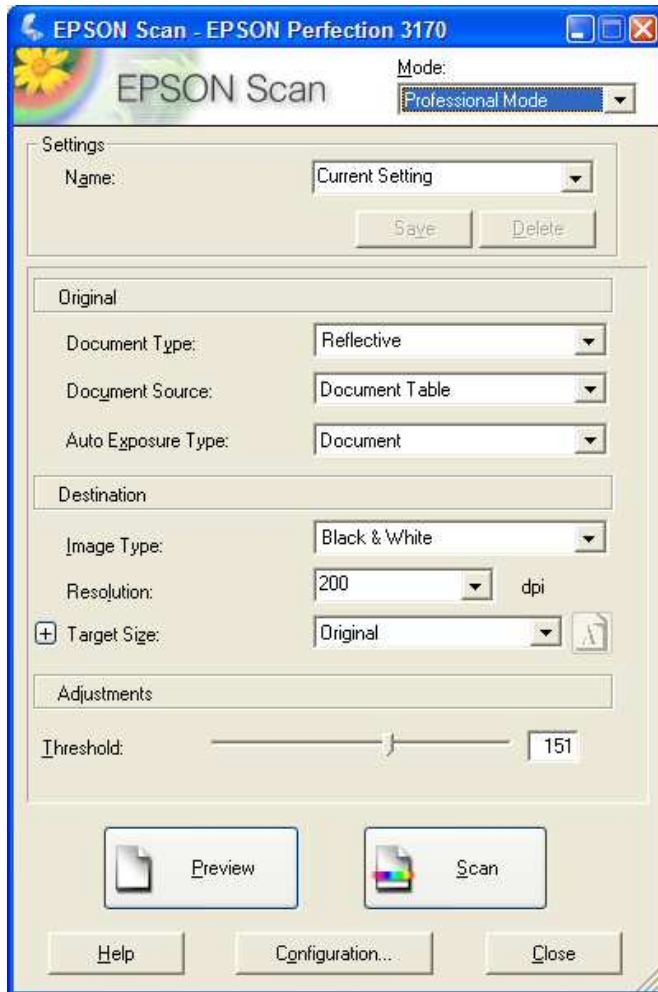 EPSON Scan - EPSON Perfection 3170
EPSON Scan
Mode:
Professional Mode
Settings
Name: Current Setting
Save Delete
Original
Document Type: Reflective
Document Source: Document Table
Auto Exposure Type: Document
Destination
Image Type: Black & White
Resolution: 200 dpi
Target Size: Original
Adjustments
Threshold: 151
Preview Scan
Help Configuration... Close